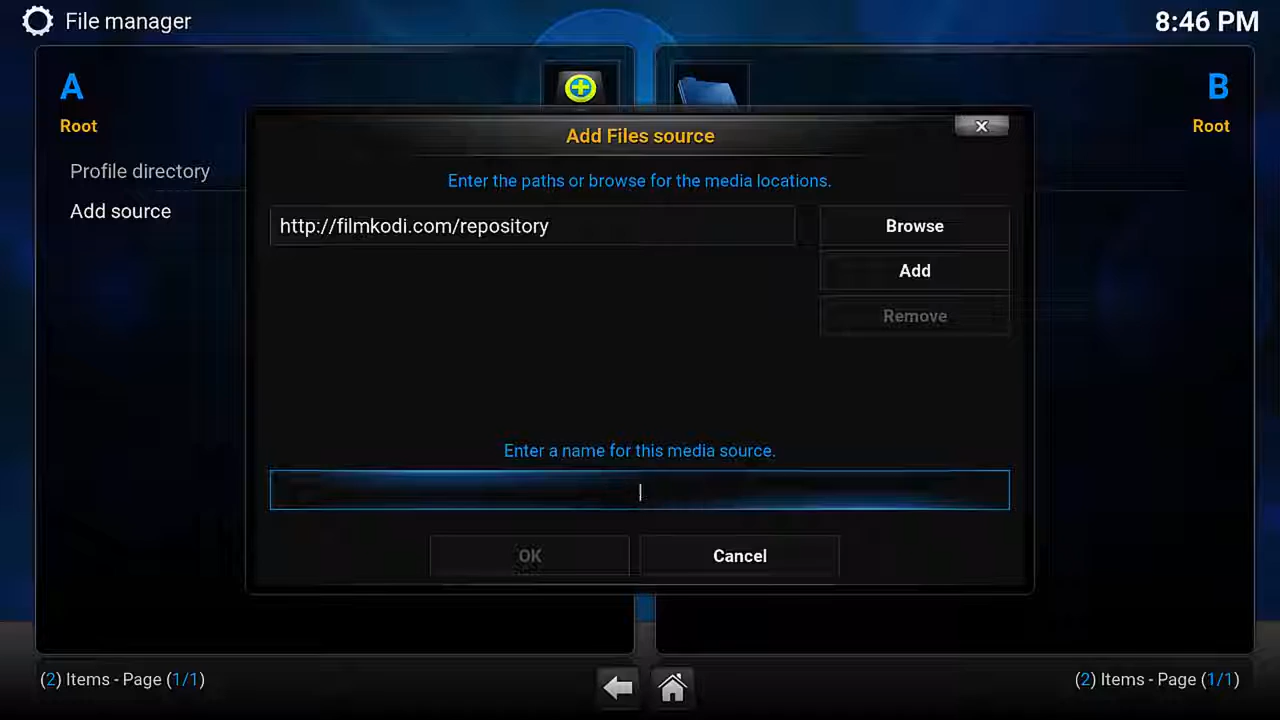 File manager
8:46 PM
A
B
Root
Root
Profile directory
Add source
Add Files source
x
Enter the paths or browse for the media locations.
http://filmkodi.com/repository
Browse
Add
Remove
Enter a name for this media source.
OK
Cancel
(2) Items - Page (1/1)
(2) Items - Page (1/1)